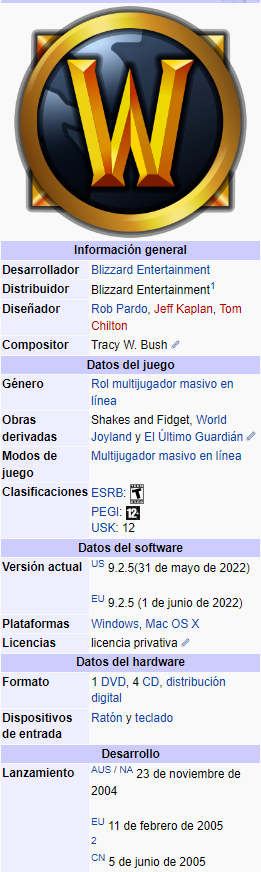 W
Información general
Desarrollador Blizzard Entertainment
Distribuidor Blizzard Entertainment1
Diseñador Rob Pardo, Jeff Kaplan, Tom
Chilton
Compositor Tracy W. Bush
Datos del juego
Género Rol multijugador masivo en
línea
Obras Shakes and Fidget, World
derivadas Joyland y El Último Guardián
Modos de Multijugador masivo en línea
juego
Clasificaciones ESRB: T
PEGI: 12
USK: 12
Datos del software
Versión actual US 9.2.5(31 de mayo de 2022)
EU 9.2.5 (1 de junio de 2022)
Plataformas Windows, Mac OS X
Licencias licencia privativa
Datos del hardware
Formato 1 DVD, 4 CD, distribución
digital
Dispositivos Ratón y teclado
de entrada
Desarrollo
Lanzamiento AUS / NA 23 de noviembre de
2004
EU 11 de febrero de 2005
2
CN 5 de junio de 2005